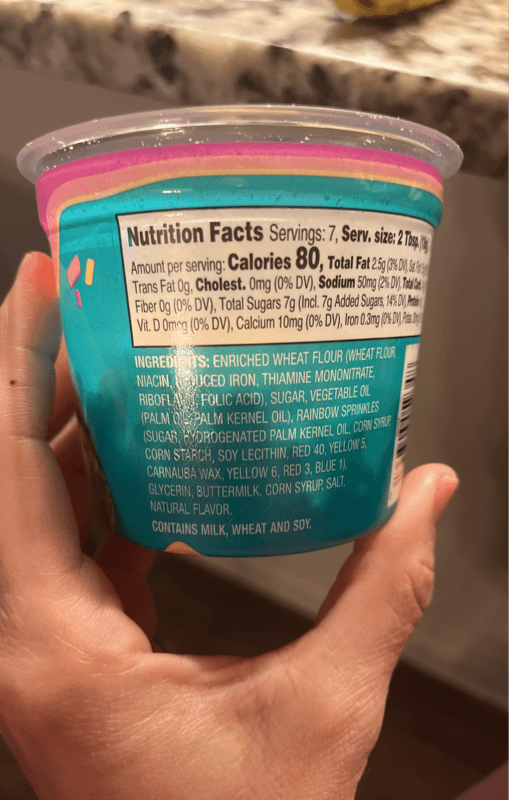 Nutrition Facts Servings: 7, Serv. size: 2 Tbsp
Amount per serving: Calories 80, Total Fat 2.5g (3% DV), Sat. Fat
Trans Fat 0g, Cholest. 0mg (0% DV), Sodium 50mg (2% DV), Total Carb.
Fiber 0g (0% DV), Total Sugars 7g (Incl. 7g Added Sugars, 14% DV), Protein
Vit. D 0mcg (0% DV), Calcium 10mg (0% DV), Iron 0.3mg (0% DV), Potas.
INGREDIENTS: ENRICHED WHEAT FLOUR (WHEAT FLOUR,
NIACIN, REDUCED IRON, THIAMINE MONONITRATE,
RIBOFLAVIN, FOLIC ACID), SUGAR, VEGETABLE OIL
(PALM OIL, PALM KERNEL OIL), RAINBOW SPRINKLES
(SUGAR, HYDROGENATED PALM KERNEL OIL, CORN SYRUP,
CORN STARCH, SOY LECITHIN, RED 40, YELLOW 5,
CARNAUBA WAX, YELLOW 6, RED 3, BLUE 1),
GLYCERIN, BUTTERMILK, CORN SYRUP, SALT,
NATURAL FLAVOR.
CONTAINS MILK, WHEAT AND SOY.